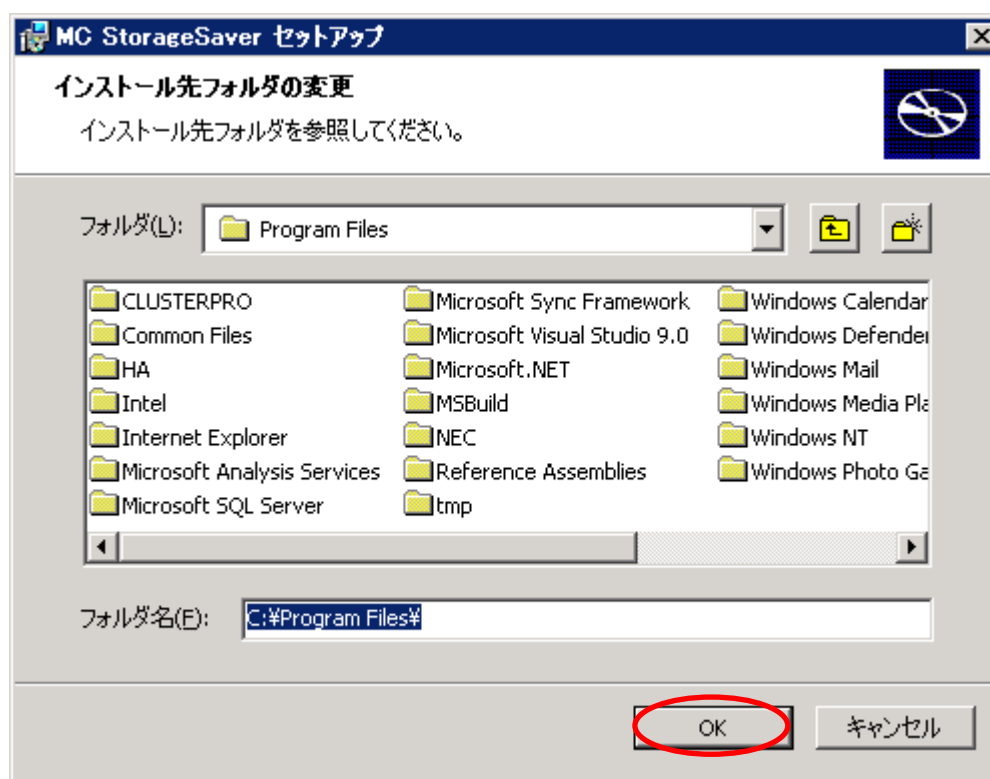 MC StorageSaver セットアップ
インストール先フォルダの変更
インストール先フォルダを参照してください。
フォルダ(L): Program Files
CLUSTERPRO
Common Files
HA
Intel
Internet Explorer
Microsoft Analysis Services
Microsoft SQL Server
Microsoft Sync Framework
Microsoft Visual Studio 9.0
Microsoft.NET
MSBuild
NEC
Reference Assemblies
tmp
Windows Calendar
Windows Defende
Windows Mail
Windows Media Pla
Windows NT
Windows Photo Ga
フォルダ名(F): C:¥Program Files¥
OK キャンセル